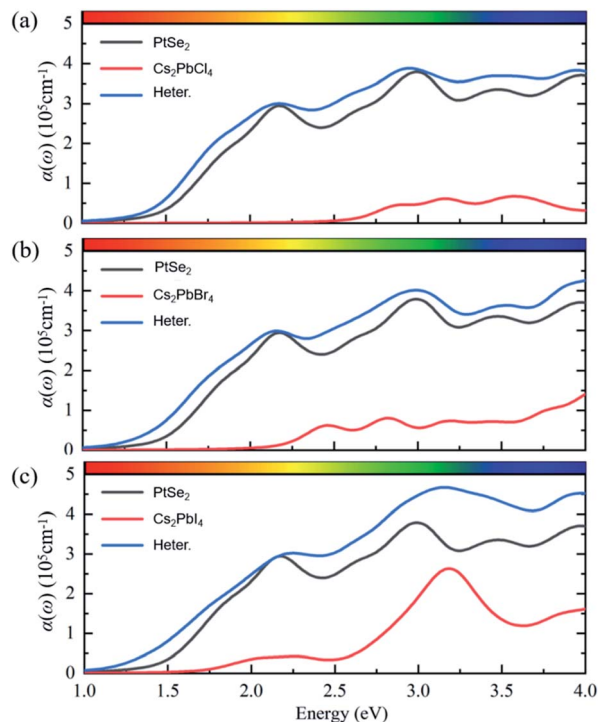 (a)
5
PtSe₂
4
Cs₂PbCl₄
Heter.
3
2
1
0
α(ω) (10⁵cm⁻¹)
(b)
5
PtSe₂
4
Cs₂PbBr₄
Heter.
3
2
1
0
α(ω) (10⁵cm⁻¹)
(c)
5
PtSe₂
4
Cs₂PbI₄
Heter.
3
2
1
0
α(ω) (10⁵cm⁻¹)
1.0 1.5 2.0 2.5 3.0 3.5 4.0
Energy (eV)